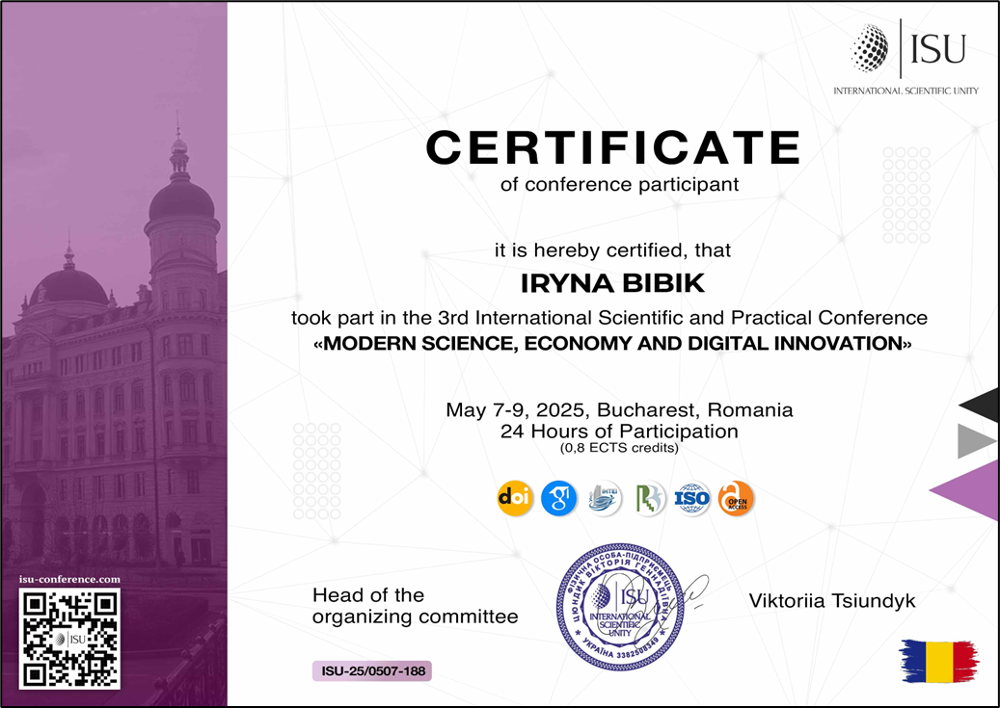 ISU
INTERNATIONAL SCIENTIFIC UNITY
CERTIFICATE
of conference participant
it is hereby certified, that
IRYNA BIBIK
took part in the 3rd International Scientific and Practical Conference
«MODERN SCIENCE, ECONOMY AND DIGITAL INNOVATION»
May 7-9, 2025, Bucharest, Romania
24 Hours of Participation
(0,8 ECTS credits)
doi
INTEI
ISO
OPEN
ACCESS
isu-conference.com
ISU
Head of the
organizing committee
ФІЗИЧНА ОСОБА-ПІДПРИЄМЕЦЬ
ЦЮНДИК ВІКТОРІЯ ГЕННАДІЇВНА
ISU
INTERNATIONAL
SCIENTIFIC
UNITY
* УКРАЇНА 3382508349 *
Viktoriia Tsiundyk
ISU-25/0507-188